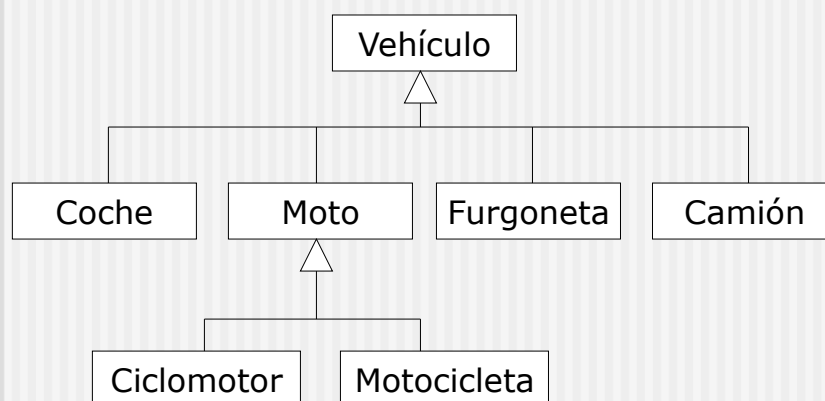 Vehículo
Coche
Moto
Furgoneta
Camión
Ciclomotor
Motocicleta